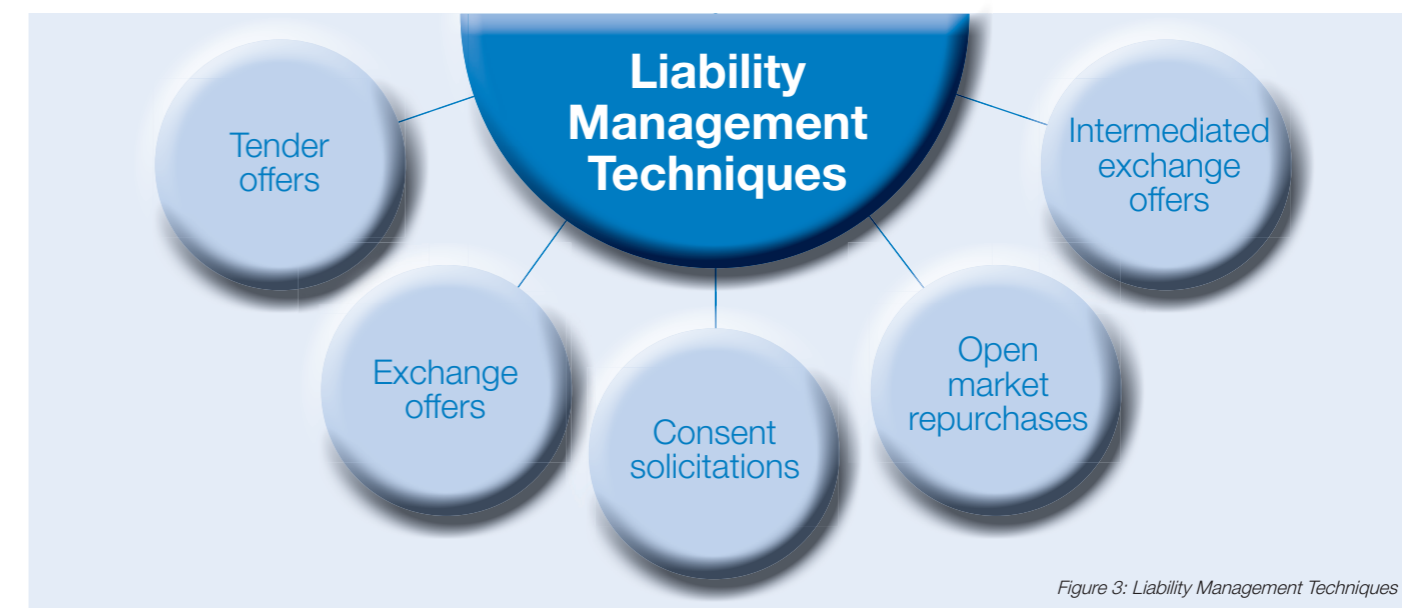 Liability
Management
Techniques
Tender
offers
Exchange
offers
Consent
solicitations
Open
market
repurchases
Intermediated
exchange
offers
Figure 3: Liability Management Techniques